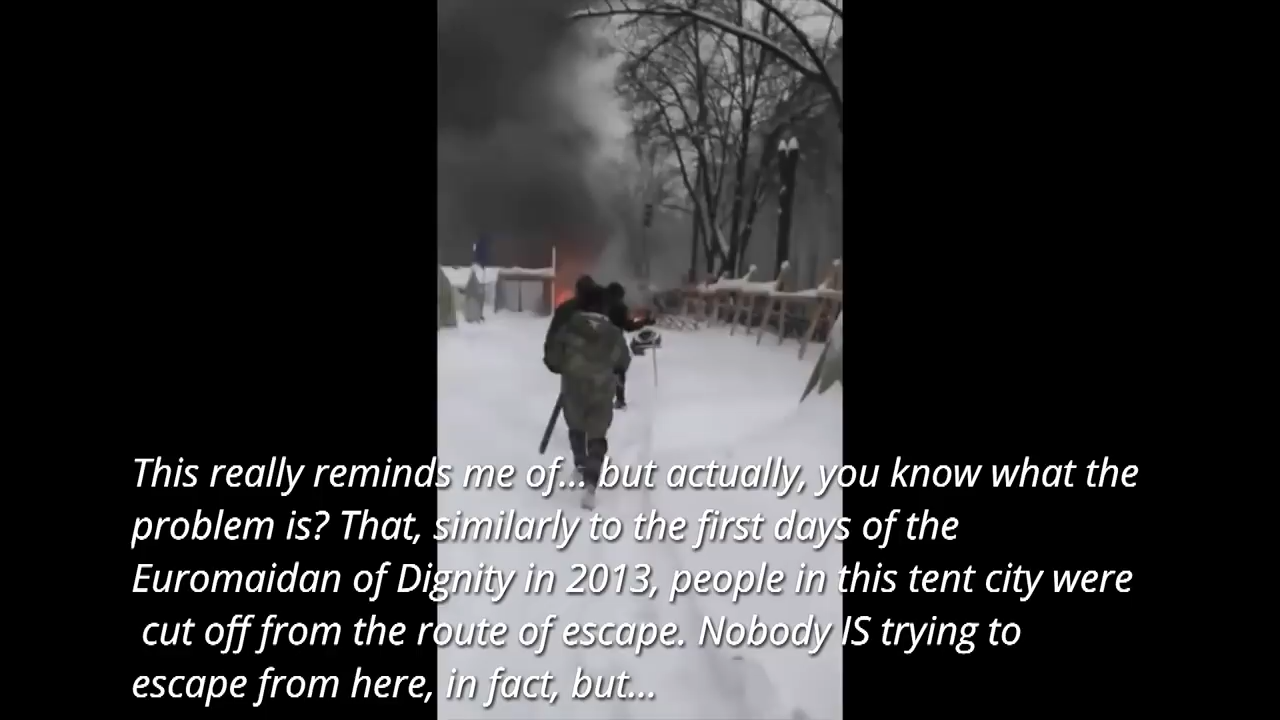 This really reminds me of... but actually, you know what the
problem is? That, similarly to the first days of the
Euromaidan of Dignity in 2013, people in this tent city were
cut off from the route of escape. Nobody IS trying to
escape from here, in fact, but...